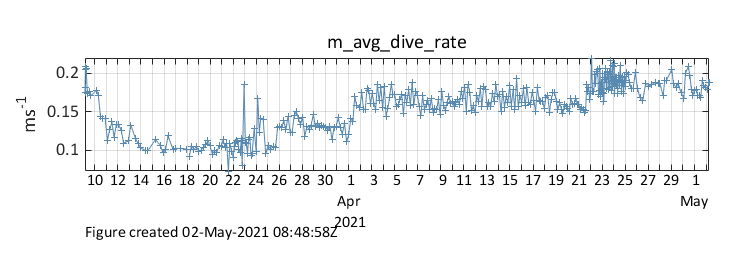 m_avg_dive_rate
0.2
0.15
0.1
ms⁻¹
10 12 14 16 18 20 22 24 26 28 30 1 3 5 7 9 11 13 15 17 19 21 23 25 27 29 1
Apr May
2021
Figure created 02-May-2021 08:48:58Z